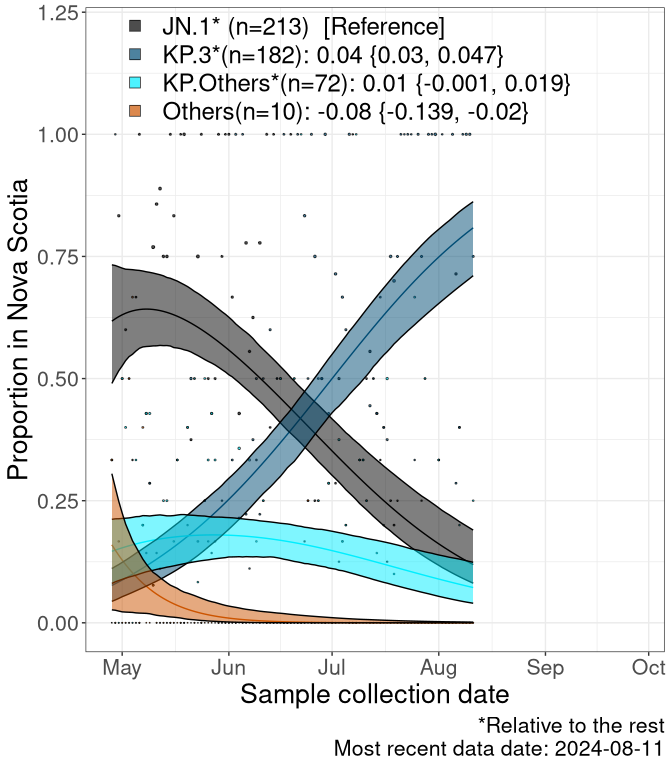 1.25
JN.1* (n=213)  [Reference]
KP.3*(n=182): 0.04 {0.03, 0.047}
KP.Others*(n=72): 0.01 {-0.001, 0.019}
Others(n=10): -0.08 {-0.139, -0.02}
1.00
0.75
0.50
0.25
0.00
Proportion in Nova Scotia
May Jun Jul Aug Sep Oct
Sample collection date
*Relative to the rest
Most recent data date: 2024-08-11